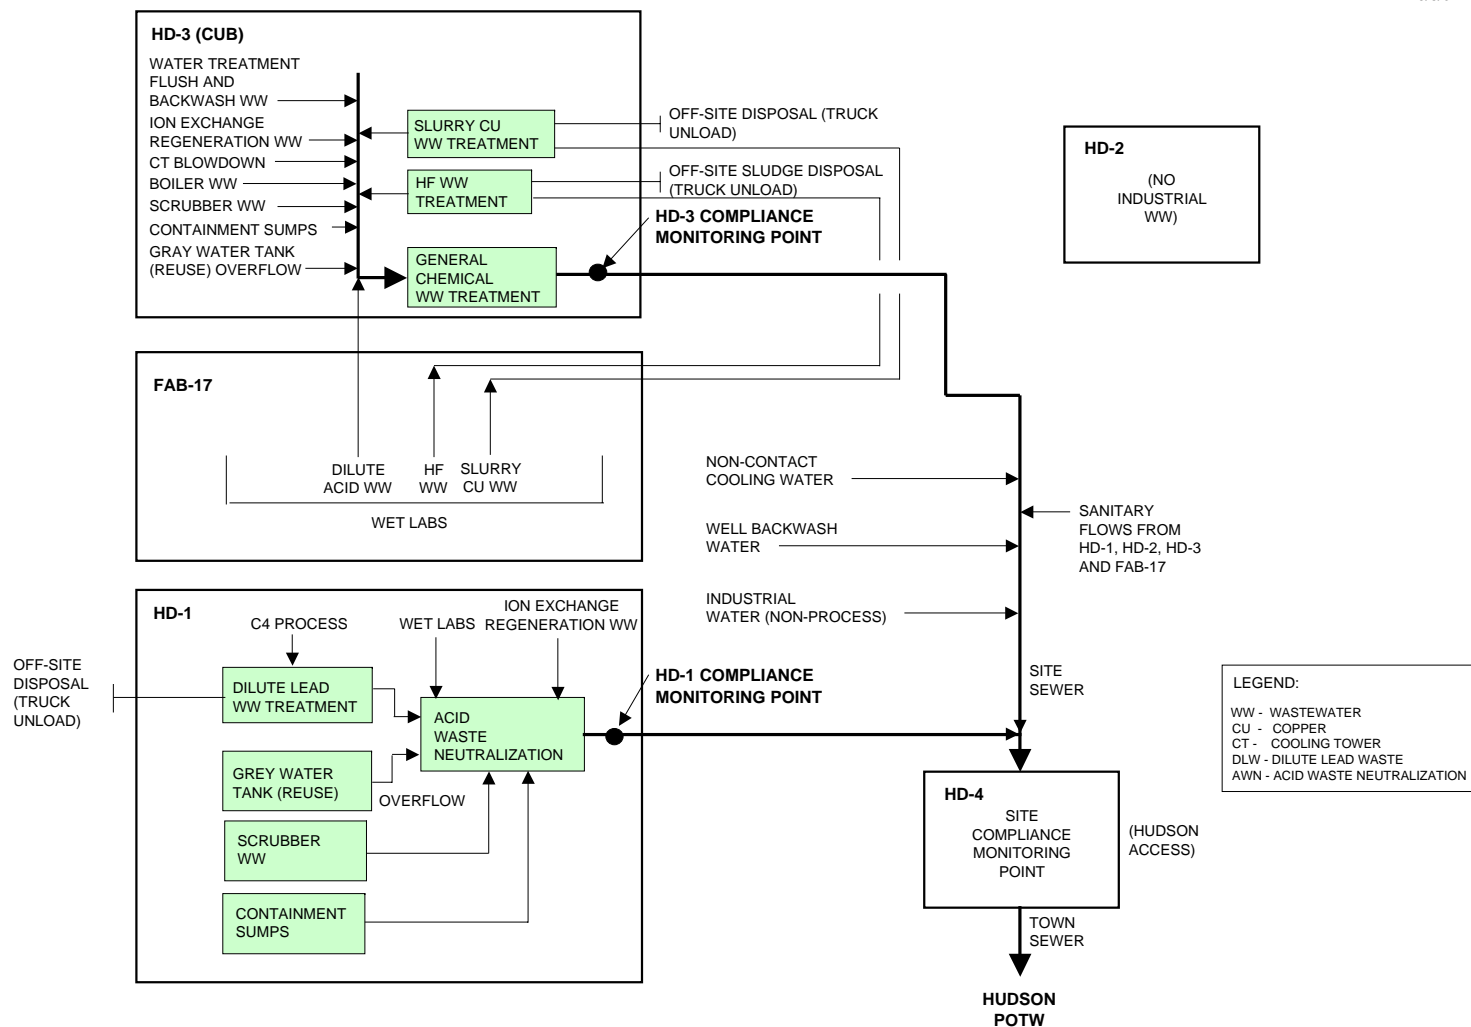 HD-3 (CUB)
WATER TREATMENT
FLUSH AND
BACKWASH WW
ION EXCHANGE
REGENERATION WW
CT BLOWDOWN
BOILER WW
SCRUBBER WW
CONTAINMENT SUMPS
GRAY WATER TANK
(REUSE) OVERFLOW
SLURRY CU
WW TREATMENT
HF WW
TREATMENT
GENERAL
CHEMICAL
WW TREATMENT
OFF-SITE DISPOSAL (TRUCK
UNLOAD)
OFF-SITE SLUDGE DISPOSAL
(TRUCK UNLOAD)
HD-3 COMPLIANCE
MONITORING POINT
HD-2
(NO
INDUSTRIAL
WW)
FAB-17
DILUTE
ACID WW
HF
WW
SLURRY
CU WW
WET LABS
NON-CONTACT
COOLING WATER
WELL BACKWASH
WATER
INDUSTRIAL
WATER (NON-PROCESS)
SANITARY
FLOWS FROM
HD-1, HD-2, HD-3
AND FAB-17
HD-1
C4 PROCESS
WET LABS
ION EXCHANGE
REGENERATION WW
OFF-SITE
DISPOSAL
(TRUCK
UNLOAD)
DILUTE LEAD
WW TREATMENT
ACID
WASTE
NEUTRALIZATION
GREY WATER
TANK (REUSE)
OVERFLOW
SCRUBBER
WW
CONTAINMENT
SUMPS
HD-1 COMPLIANCE
MONITORING POINT
SITE
SEWER
HD-4
SITE
COMPLIANCE
MONITORING
POINT
(HUDSON
ACCESS)
TOWN
SEWER
HUDSON
POTW
LEGEND:
WW - WASTEWATER
CU - COPPER
CT - COOLING TOWER
DLW - DILUTE LEAD WASTE
AWN - ACID WASTE NEUTRALIZATION